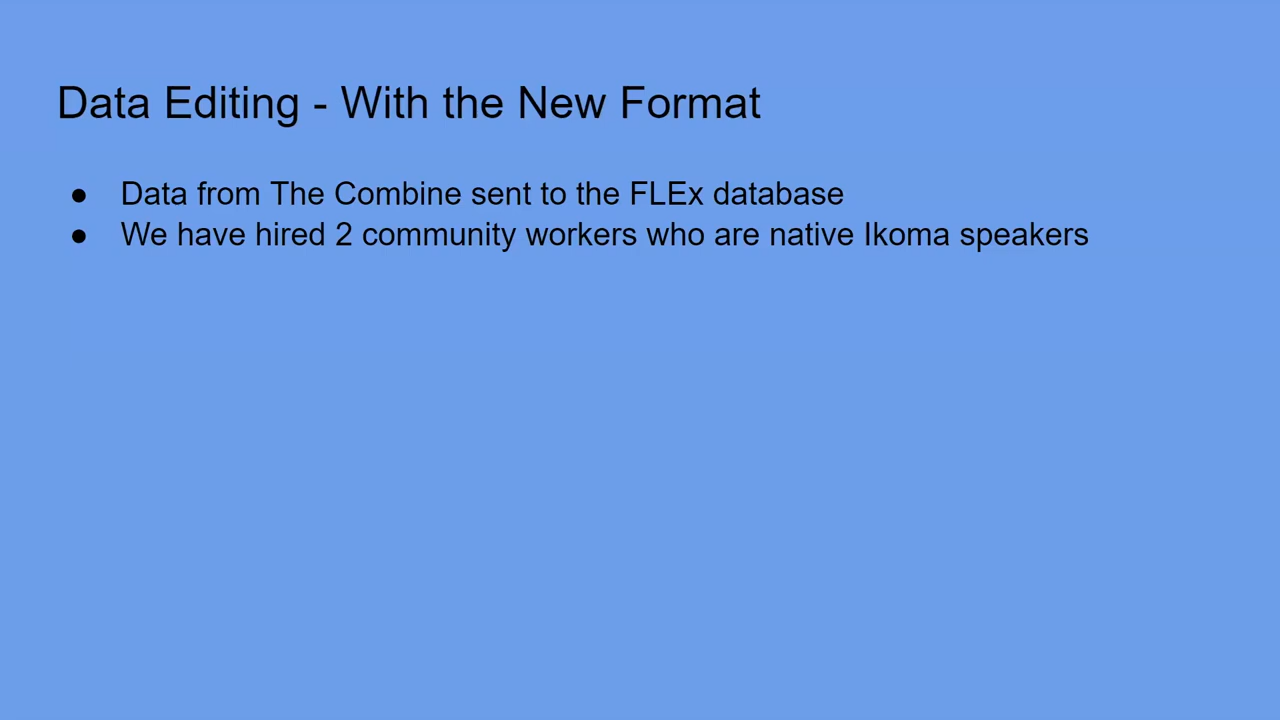 Data Editing - With the New Format
● Data from The Combine sent to the FLEx database
● We have hired 2 community workers who are native Ikoma speakers